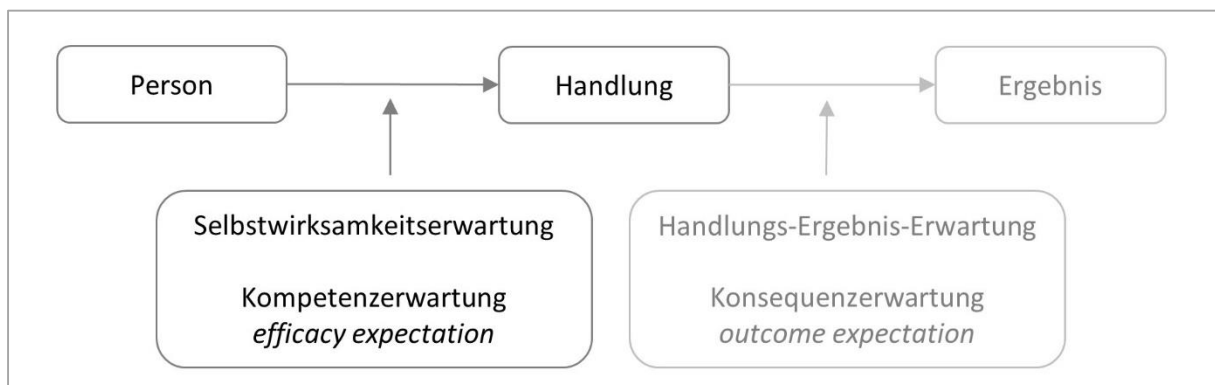 Person
Handlung
Ergebnis
Selbstwirksamkeitserwartung
Kompetenzerwartung
efficacy expectation
Handlungs-Ergebnis-Erwartung
Konsequenzerwartung
outcome expectation